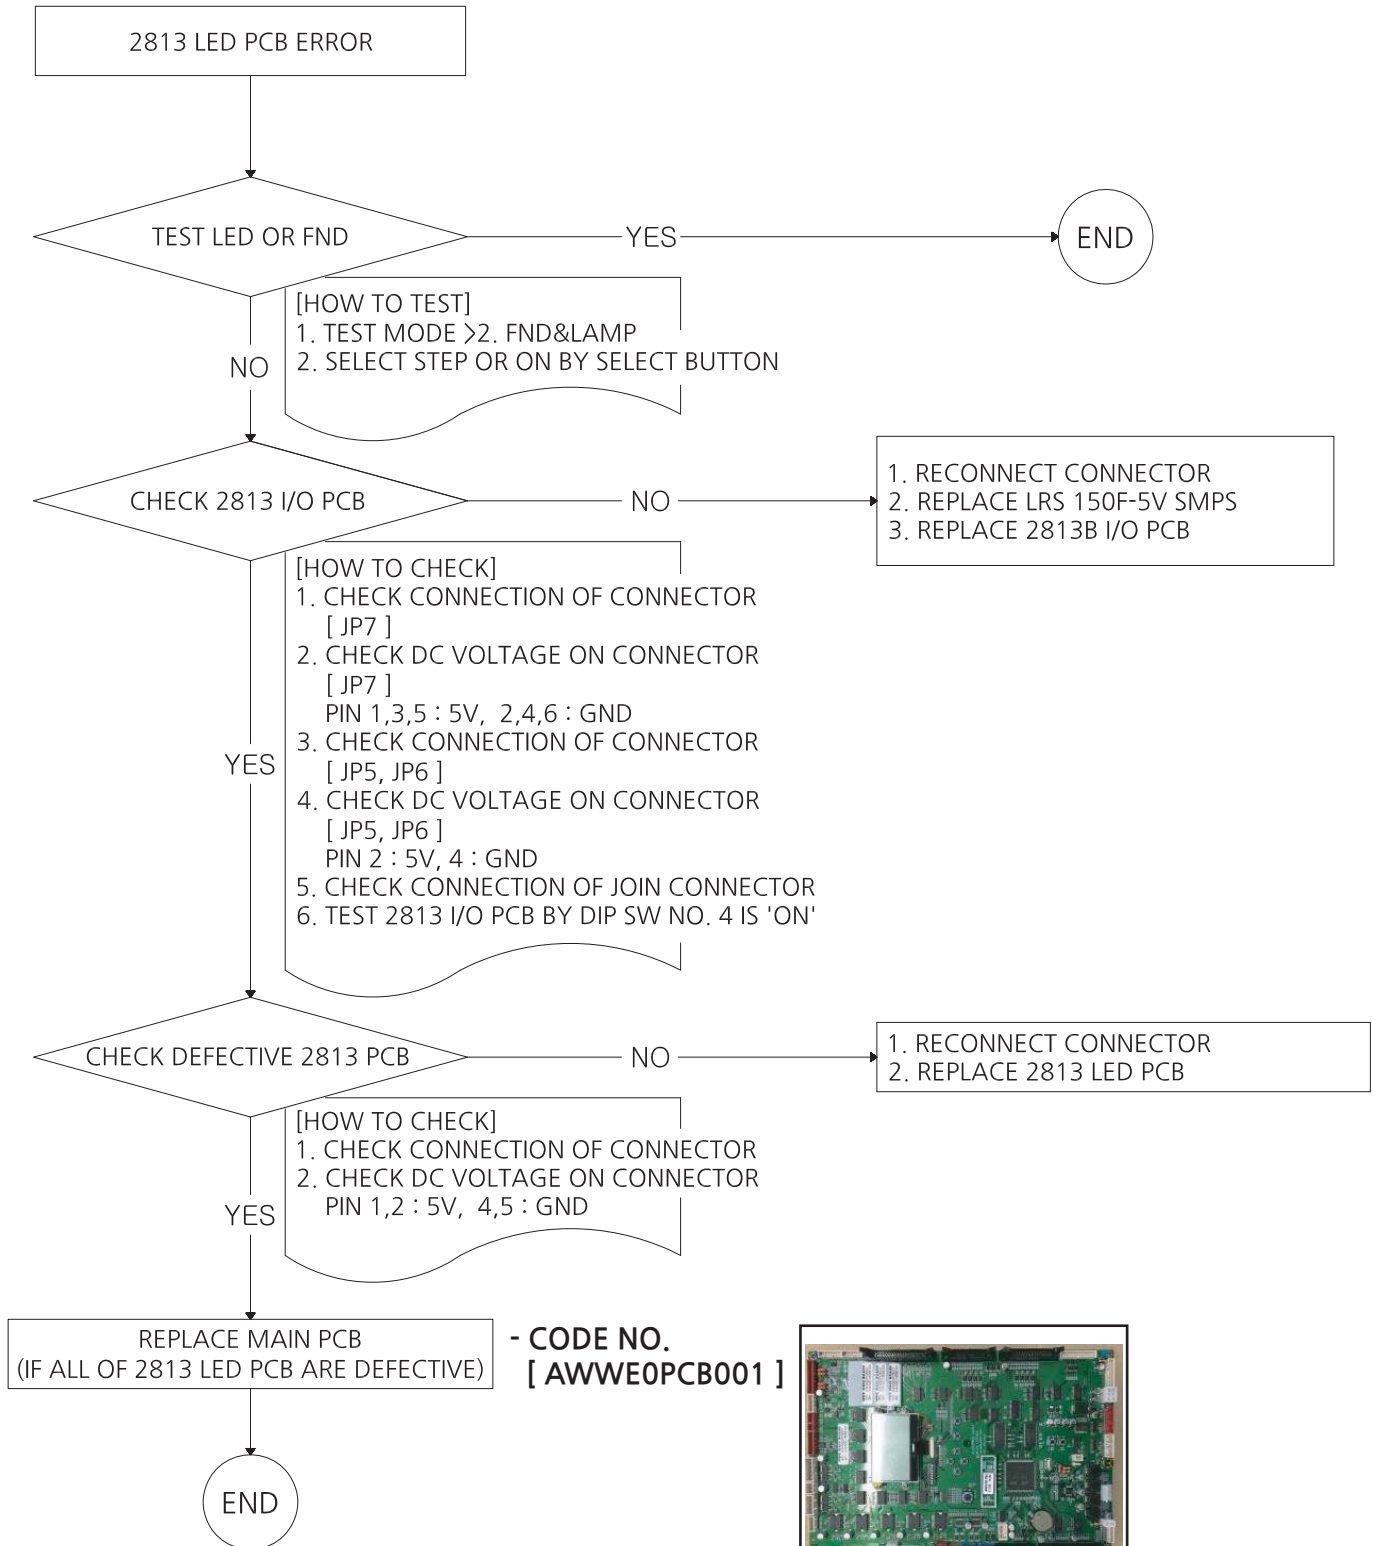 2813 LED PCB ERROR
TEST LED OR FND
YES
END
[HOW TO TEST]
1. TEST MODE >2. FND&LAMP
2. SELECT STEP OR ON BY SELECT BUTTON
NO
CHECK 2813 I/O PCB
NO
1. RECONNECT CONNECTOR
2. REPLACE LRS 150F-5V SMPS
3. REPLACE 2813B I/O PCB
[HOW TO CHECK]
1. CHECK CONNECTION OF CONNECTOR
[ JP7 ]
2. CHECK DC VOLTAGE ON CONNECTOR
[ JP7 ]
PIN 1,3,5 : 5V, 2,4,6 : GND
3. CHECK CONNECTION OF CONNECTOR
[ JP5, JP6 ]
4. CHECK DC VOLTAGE ON CONNECTOR
[ JP5, JP6 ]
PIN 2 : 5V, 4 : GND
5. CHECK CONNECTION OF JOIN CONNECTOR
6. TEST 2813 I/O PCB BY DIP SW NO. 4 IS 'ON'
YES
CHECK DEFECTIVE 2813 PCB
NO
1. RECONNECT CONNECTOR
2. REPLACE 2813 LED PCB
[HOW TO CHECK]
1. CHECK CONNECTION OF CONNECTOR
2. CHECK DC VOLTAGE ON CONNECTOR
PIN 1,2 : 5V, 4,5 : GND
YES
REPLACE MAIN PCB
(IF ALL OF 2813 LED PCB ARE DEFECTIVE)
- CODE NO.
[ AWWE0PCB001 ]
END